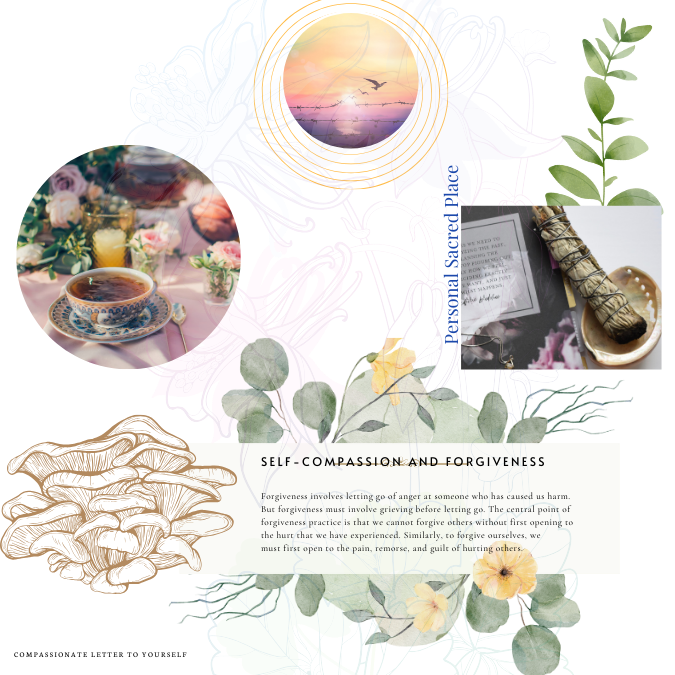 Personal Sacred Place
SELF-COMPASSION AND FORGIVENESS
Forgiveness involves letting go of anger at someone who has caused us harm.
But forgiveness must involve grieving before letting go. The central point of
forgiveness practice is that we cannot forgive others without first opening to
the hurt that we have experienced. Similarly, to forgive ourselves, we
must first open to the pain, remorse, and guilt of hurting others.
COMPASSIONATE LETTER TO YOURSELF